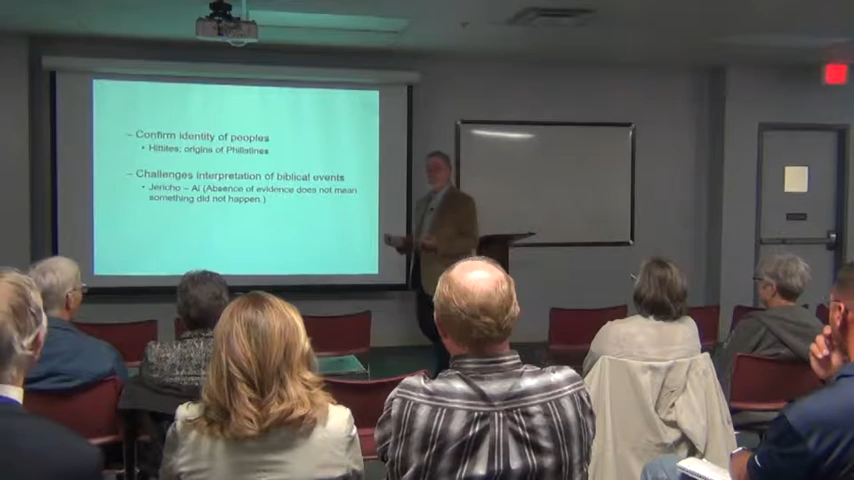 – Confirm identity of peoples
• Hittites; origins of Philistines
– Challenges interpretation of biblical events
• Jericho – Ai (Absence of evidence does not mean
something did not happen.)